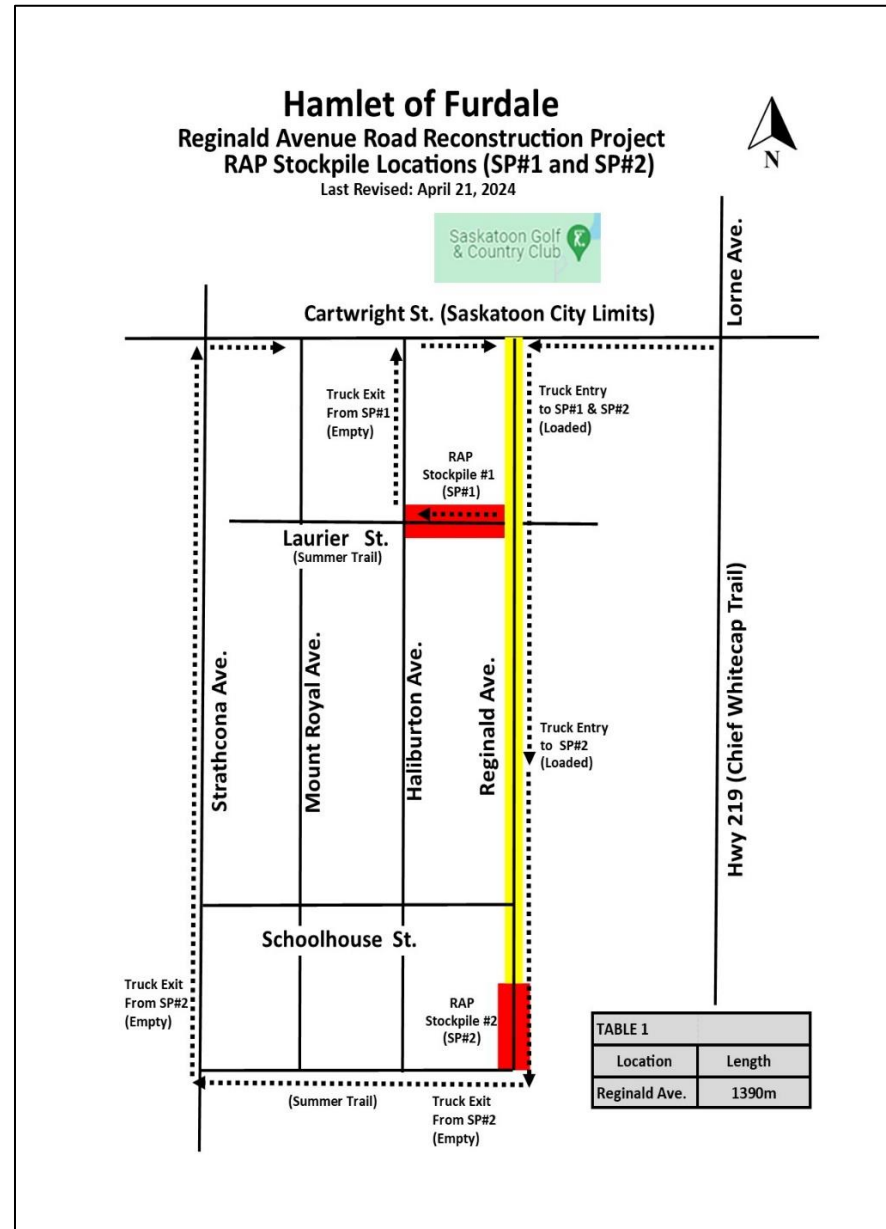 Hamlet of Furdale
Reginald Avenue Road Reconstruction Project
RAP Stockpile Locations (SP#1 and SP#2)
Last Revised: April 21, 2024
N
Saskatoon Golf
& Country Club
Lorne Ave.
Cartwright St. (Saskatoon City Limits)
Truck Exit
From SP#1
(Empty)
Truck Entry
to SP#1 & SP#2
(Loaded)
RAP
Stockpile #1
(SP#1)
Laurier St.
(Summer Trail)
Strathcona Ave.
Mount Royal Ave.
Haliburton Ave.
Reginald Ave.
Truck Entry
to SP#2
(Loaded)
Hwy 219 (Chief Whitecap Trail)
Schoolhouse St.
Truck Exit
From SP#2
(Empty)
RAP
Stockpile #2
(SP#2)
(Summer Trail)
Truck Exit
From SP#2
(Empty)
TABLE 1
Location Length
Reginald Ave. 1390m